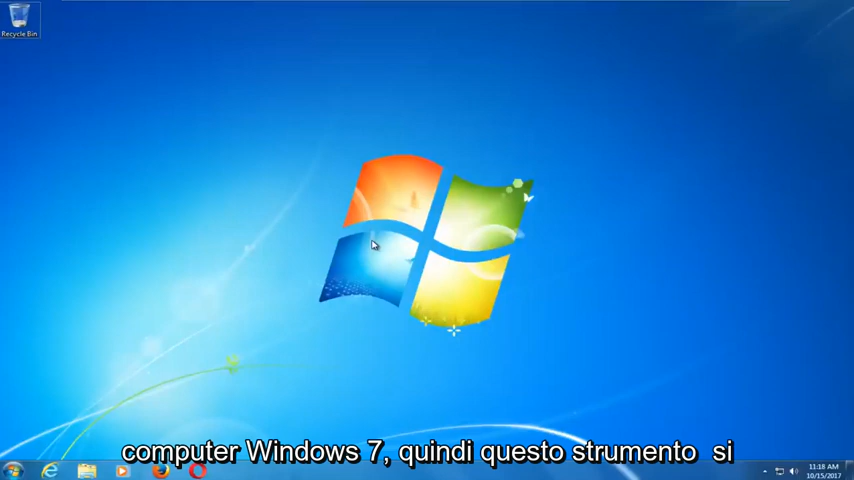 Recycle Bin
computer Windows 7, quindi questo strumento si
11:18 AM
10/15/2017